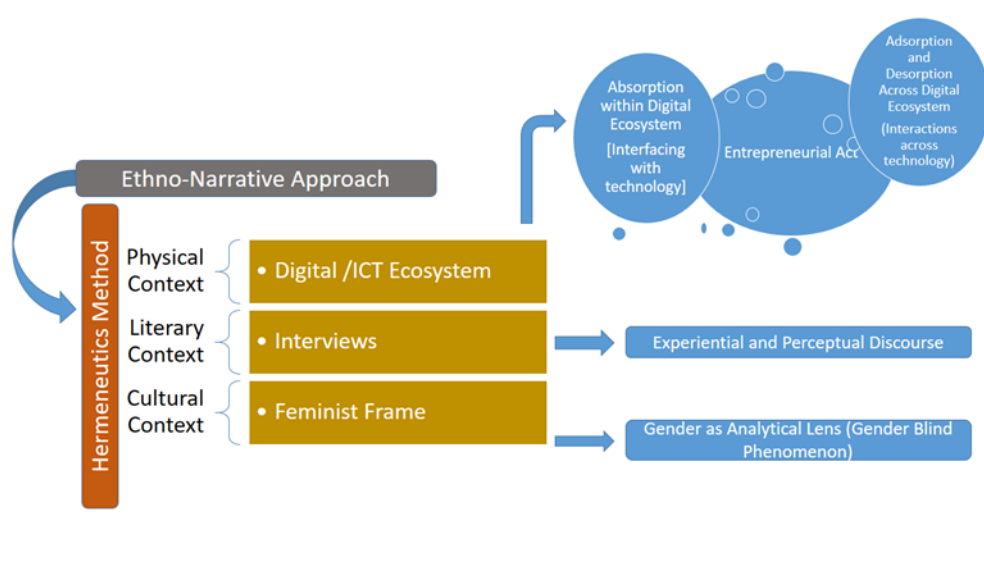 Adsorption
and
Desorption
Across Digital
Ecosystem
(Interactions
across
technology)
Absorption
within Digital
Ecosystem
[Interfacing
with
technology]
Entrepreneurial Act
Ethno-Narrative Approach
Hermeneutics Method
Physical
Context
• Digital /ICT Ecosystem
Literary
Context
• Interviews
Experiential and Perceptual Discourse
Cultural
Context
• Feminist Frame
Gender as Analytical Lens (Gender Blind
Phenomenon)